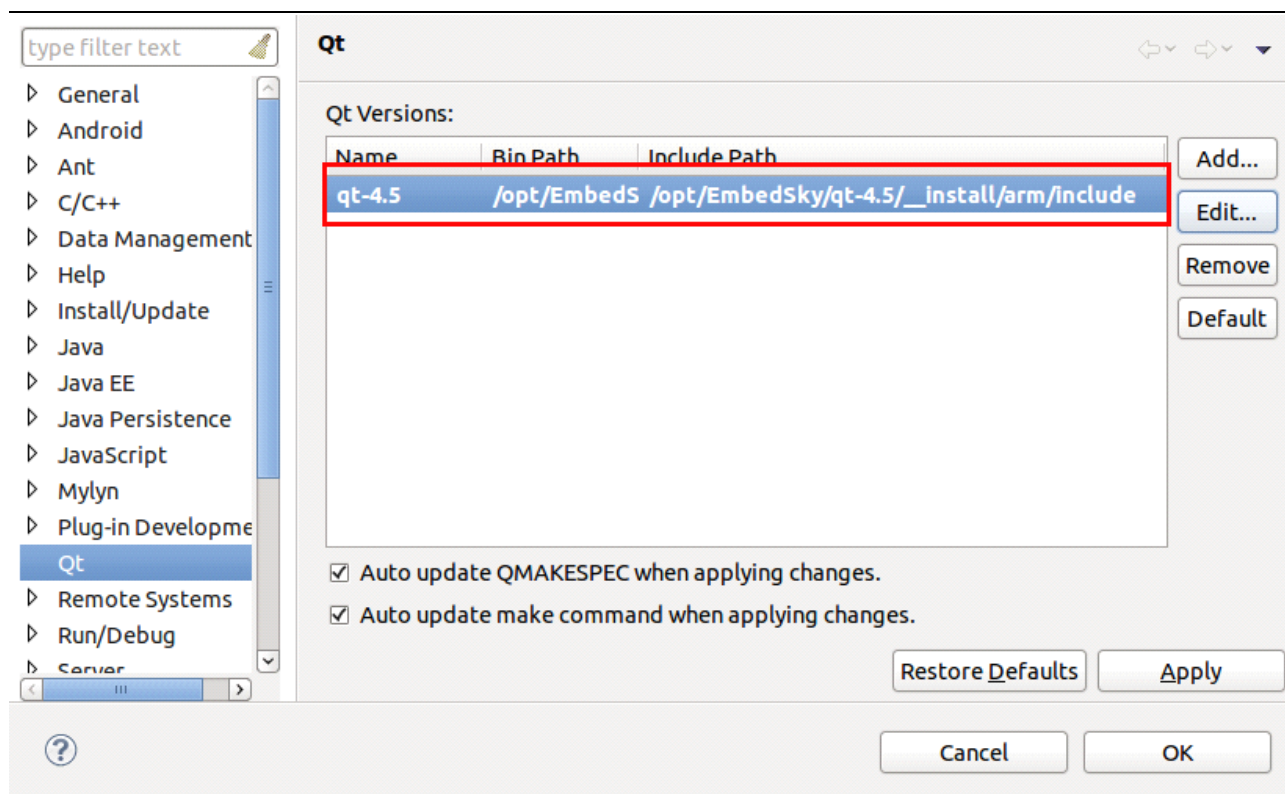 type filter text
General
Android
Ant
C/C++
Data Management
Help
Install/Update
Java
Java EE
Java Persistence
JavaScript
Mylyn
Plug-in Developme
Qt
Remote Systems
Run/Debug
Server
Qt
Qt Versions:
Name Bin Path Include Path
qt-4.5 /opt/EmbedS /opt/EmbedSky/qt-4.5/__install/arm/include
Add...
Edit...
Remove
Default
Auto update QMAKESPEC when applying changes.
Auto update make command when applying changes.
Restore Defaults Apply
? Cancel OK